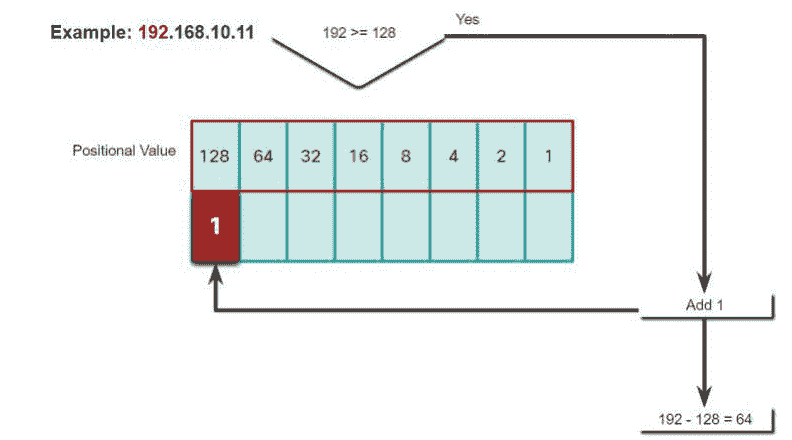 Example: 192.168.10.11
192 >= 128
Yes
Positional Value
128 64 32 16 8 4 2 1
1
Add 1
192 - 128 = 64